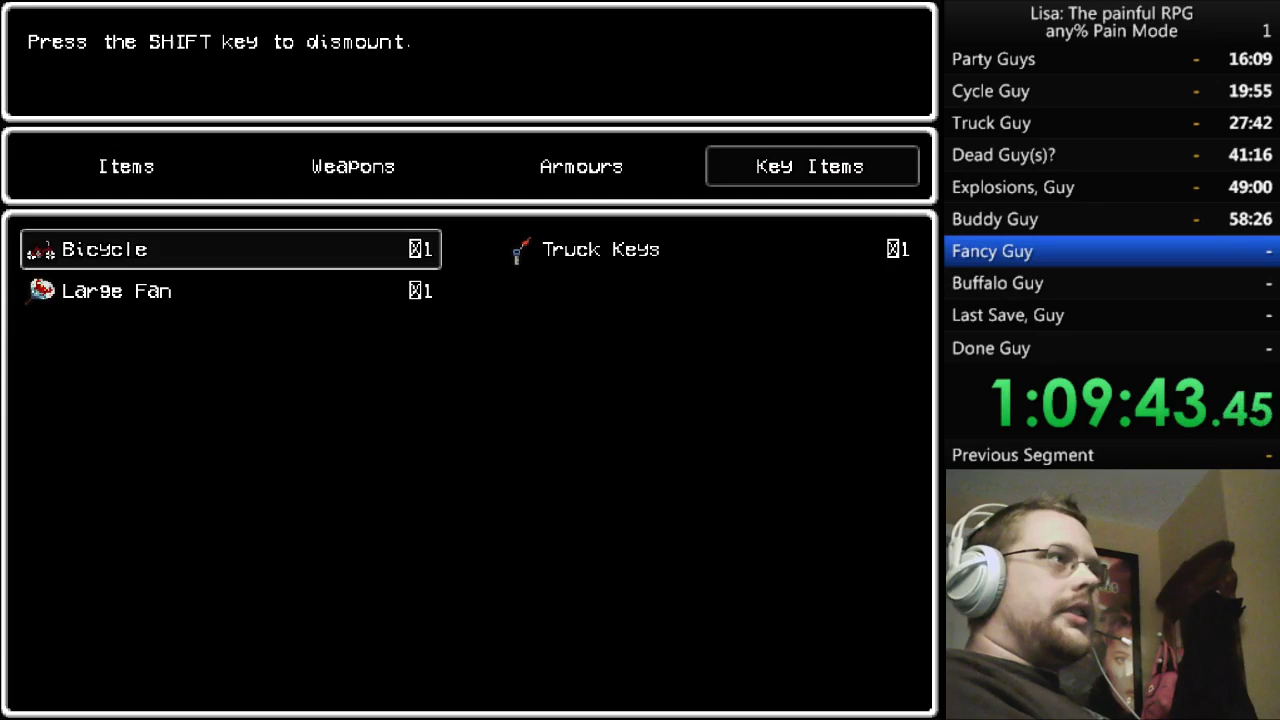 Press the SHIFT key to dismount.
Items Weapons Armours Key Items
Bicycle 1 Truck Keys 1
Large Fan 1
Lisa: The painful RPG
any% Pain Mode 1
Party Guys - 16:09
Cycle Guy - 19:55
Truck Guy - 27:42
Dead Guy(s)? - 41:16
Explosions, Guy - 49:00
Buddy Guy - 58:26
Fancy Guy -
Buffalo Guy -
Last Save, Guy -
Done Guy -
1:09:43.45
Previous Segment -